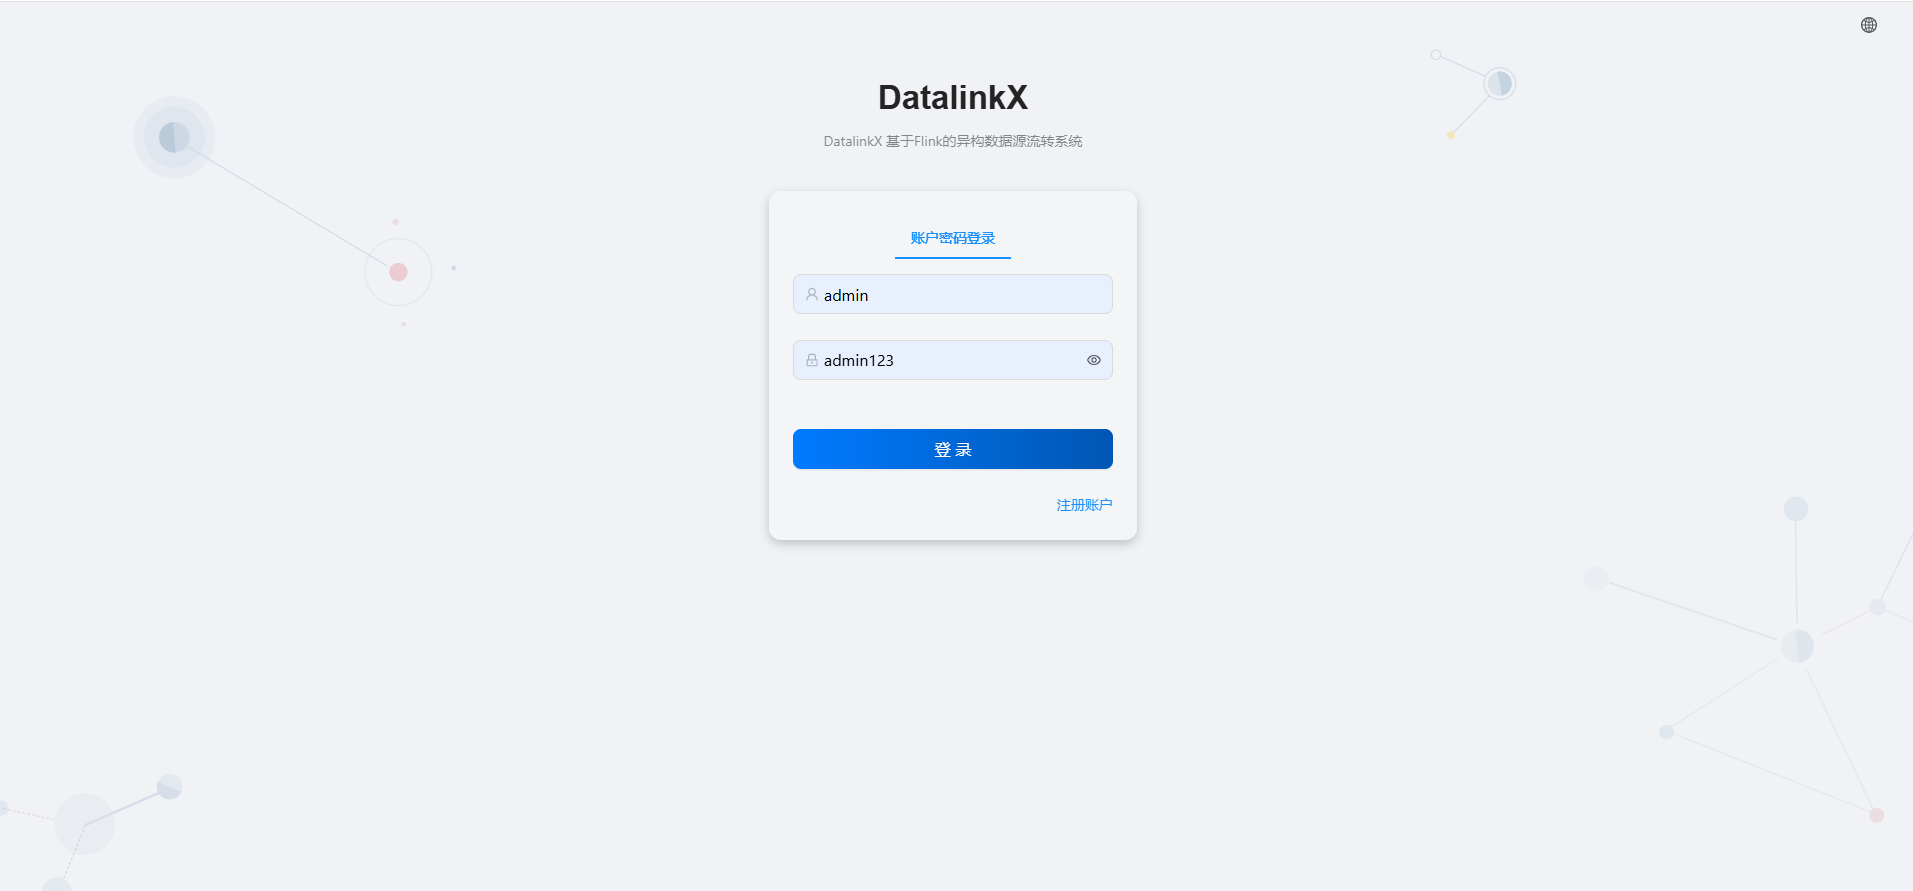 DatalinkX
DatalinkX 基于Flink的异构数据源流转系统
账户密码登录
admin
admin123
登 录
注册账户